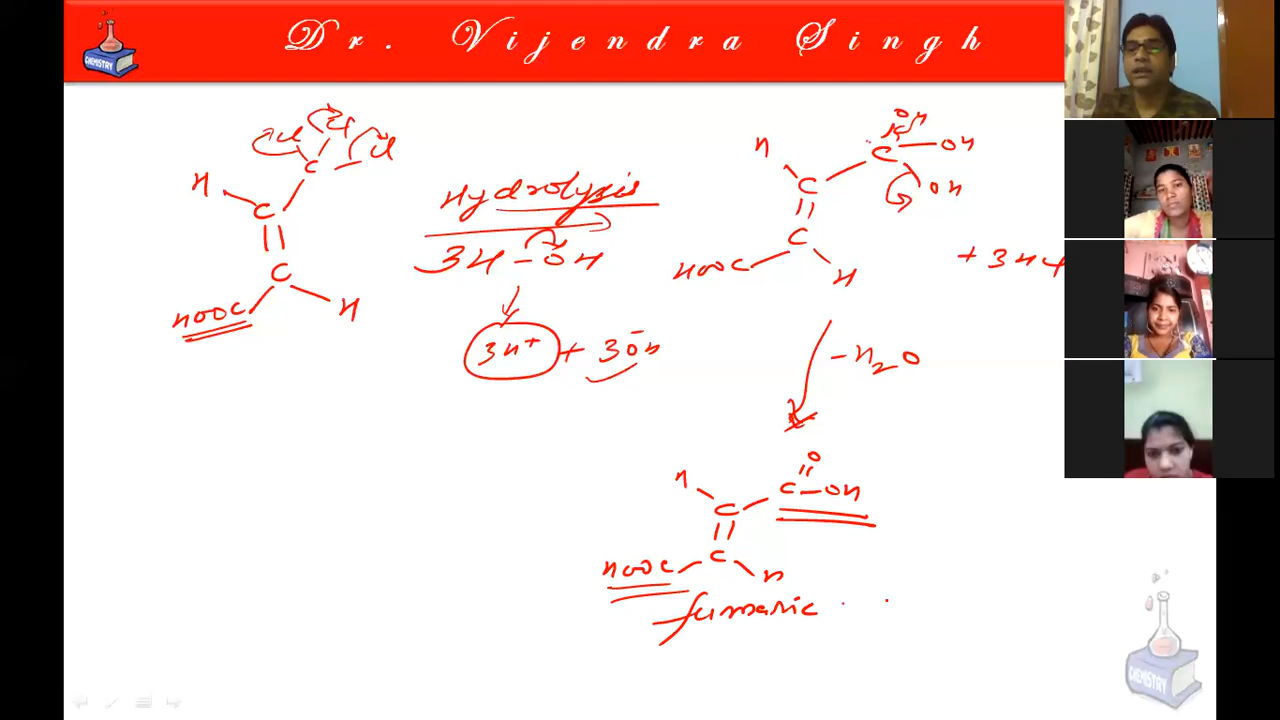 Dr. Vijendra Singh
CHEMISTRY
Cl
Cl
Cl
C
H
C
||
C
HOOC
H
Hydrolysis
3H-OH
3H+ + 3OH
OH
H
C
OH
OH
C
||
C
HOOC
H
+ 3H
-H2O
O
||
H
C-OH
C
||
C
HOOC
H
fumaric
CHEMISTRY